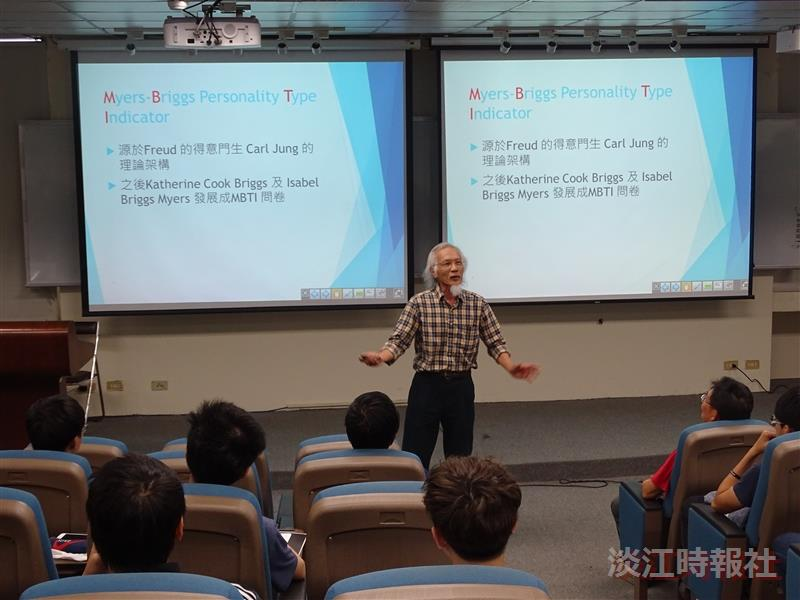 Myers-Briggs Personality Type
Indicator
源於Freud 的得意門生 Carl Jung 的
理論架構
之後Katherine Cook Briggs 及 Isabel
Briggs Myers 發展成MBTI 問卷
Myers-Briggs Personality Type
Indicator
源於Freud 的得意門生 Carl Jung 的
理論架構
之後Katherine Cook Briggs 及 Isabel
Briggs Myers 發展成MBTI 問卷
淡江時報社